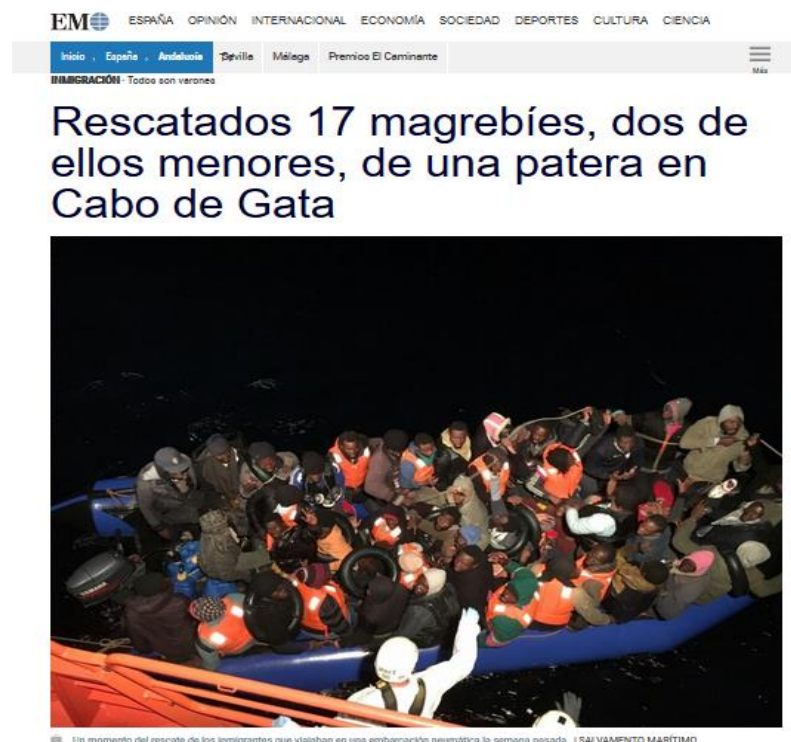 EM ESPAÑA OPINIÓN INTERNACIONAL ECONOMÍA SOCIEDAD DEPORTES CULTURA CIENCIA
Inicio España Andalucía Sevilla Málaga Premios El Caminante
Más
INMIGRACIÓN - Todos son varones
Rescatados 17 magrebíes, dos de
ellos menores, de una patera en
Cabo de Gata
YAMAHA
Un momento del rescate de los inmigrantes que viajaban en una embarcación neumática la semana pasada. | SALVAMENTO MARÍTIMO